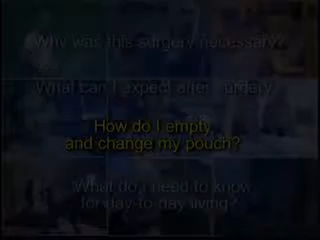 Why was this surgery necessary?
What can I expect after surgery
How do I empty
and change my pouch?
What do I need to know
for day-to-day living?